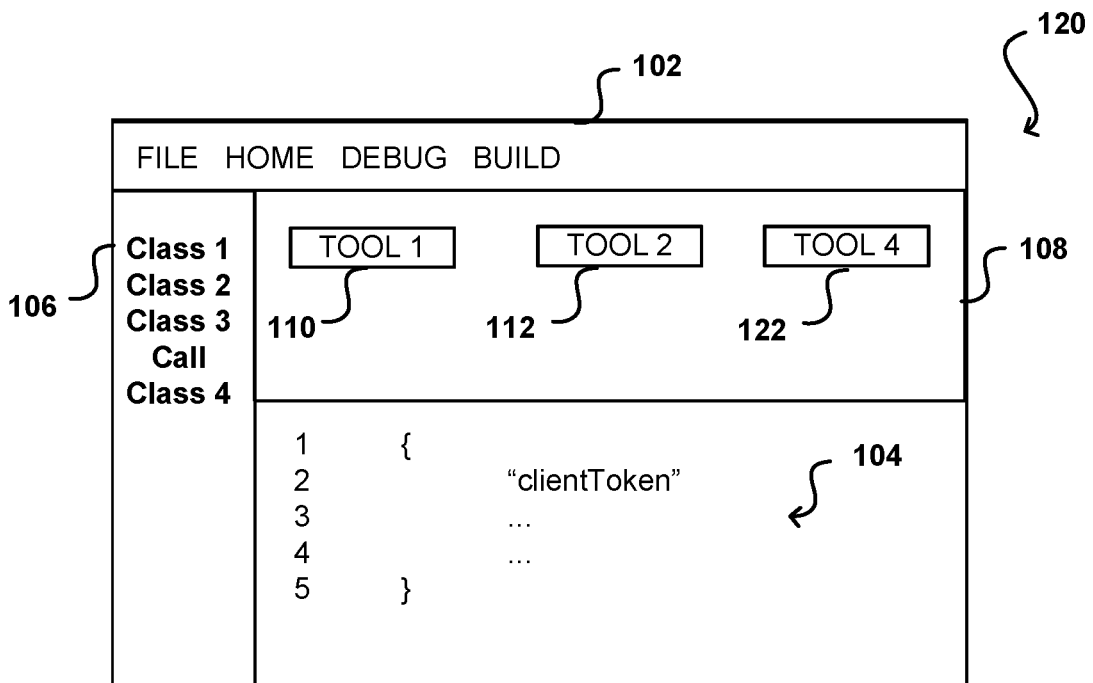 120
102
FILE HOME DEBUG BUILD
Class 1
Class 2
Class 3
Call
Class 4
106
TOOL 1 TOOL 2 TOOL 4
108
110 112 122
1 {
2 “clientToken”
3 ...
4 ...
5 }
104